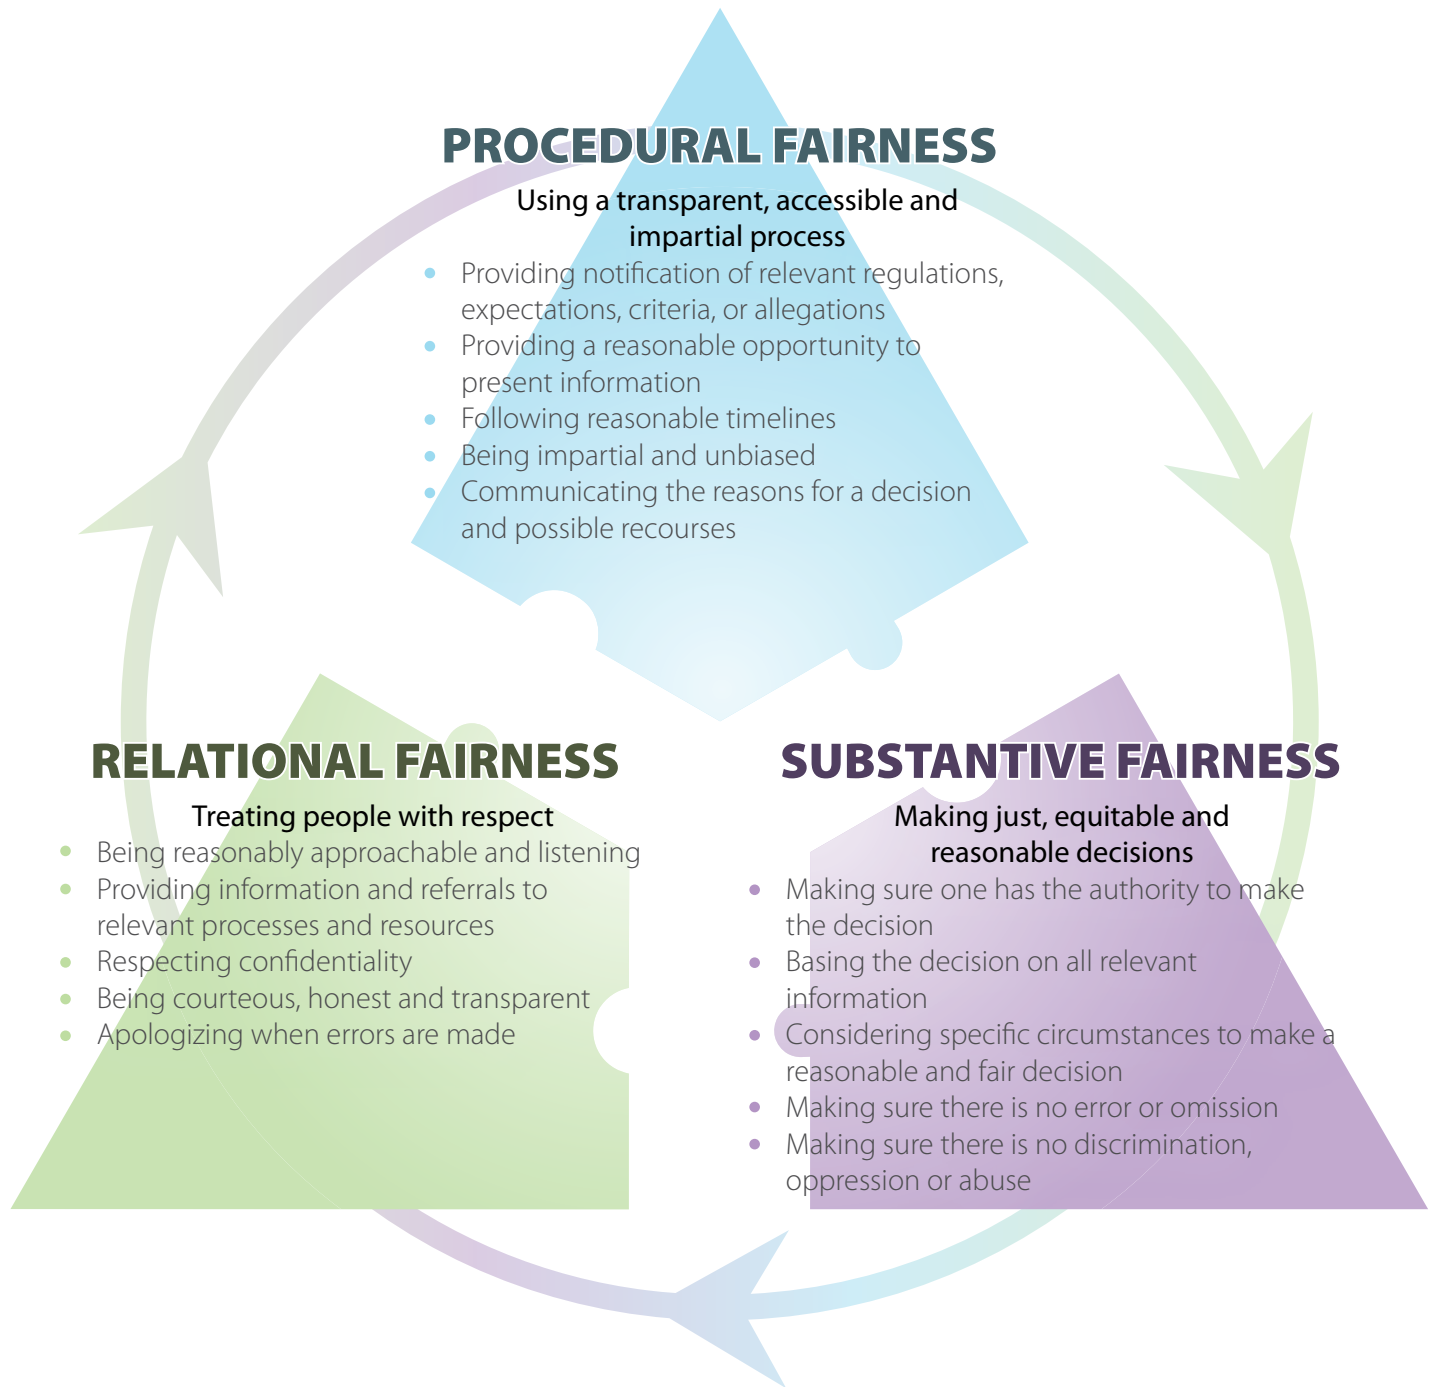 PROCEDURAL FAIRNESS
Using a transparent, accessible and
impartial process
• Providing notification of relevant regulations,
expectations, criteria, or allegations
• Providing a reasonable opportunity to
present information
• Following reasonable timelines
• Being impartial and unbiased
• Communicating the reasons for a decision
and possible recourses
RELATIONAL FAIRNESS
Treating people with respect
• Being reasonably approachable and listening
• Providing information and referrals to
relevant processes and resources
• Respecting confidentiality
• Being courteous, honest and transparent
• Apologizing when errors are made
SUBSTANTIVE FAIRNESS
Making just, equitable and
reasonable decisions
• Making sure one has the authority to make
the decision
• Basing the decision on all relevant
information
• Considering specific circumstances to make a
reasonable and fair decision
• Making sure there is no error or omission
• Making sure there is no discrimination,
oppression or abuse